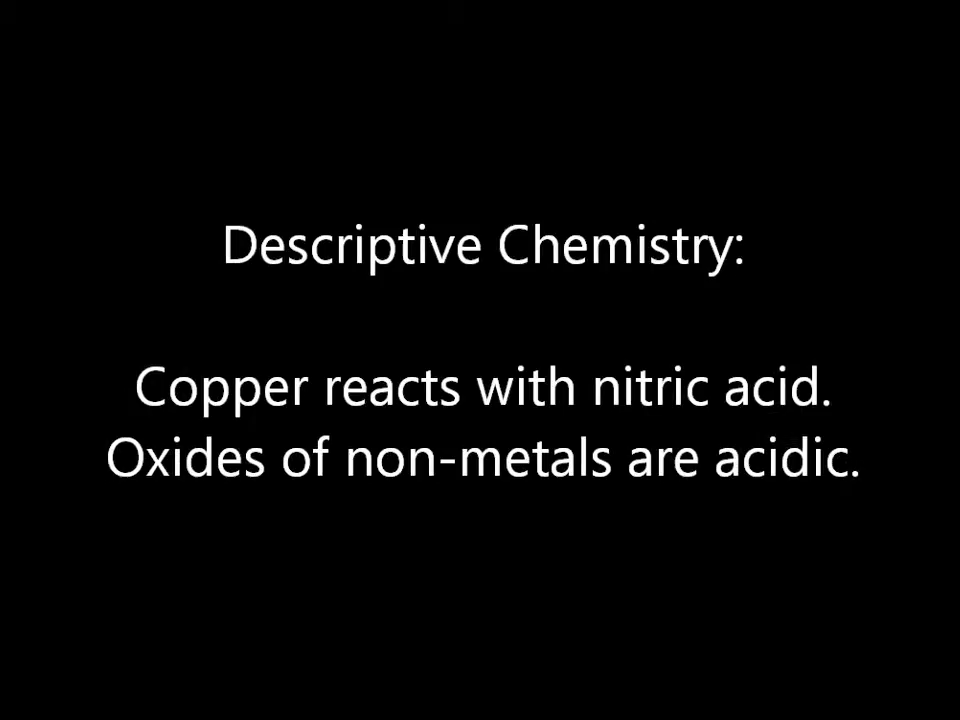 Descriptive Chemistry:
Copper reacts with nitric acid.
Oxides of non-metals are acidic.